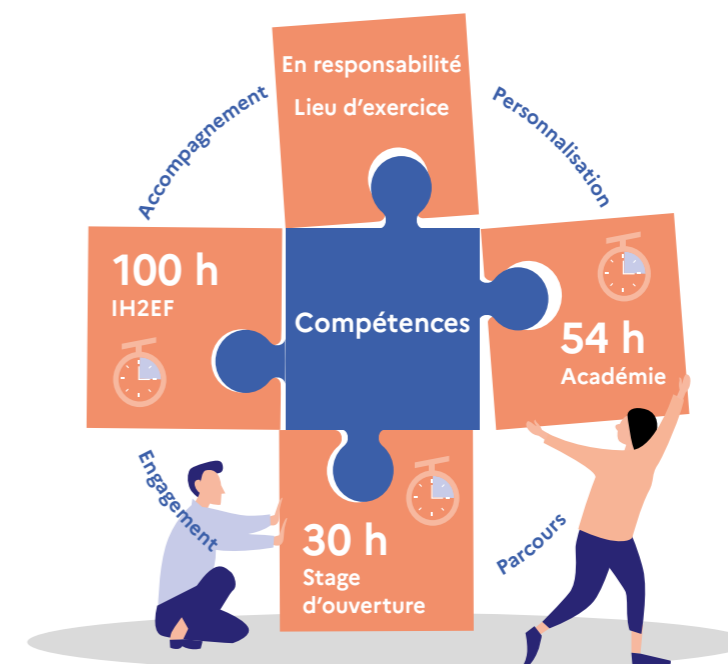 En responsabilité
Lieu d'exercice
Accompagnement
Personnalisation
100 h
IH2EF
Compétences
54 h
Académie
Engagement
30 h
Stage
d'ouverture
Parcours